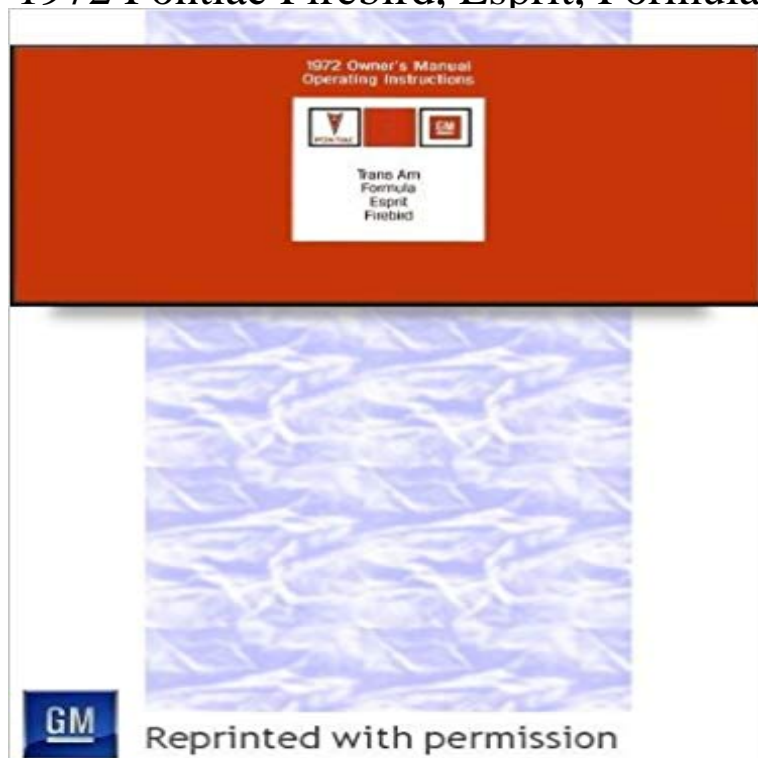 1972 Pontiac Firebird, Esprit, Formula
1972 Owner's Manual
Operating Instructions
PONTIAC
GM
Trans Am
Formula
Esprit
Firebird
GM
Reprinted with permission